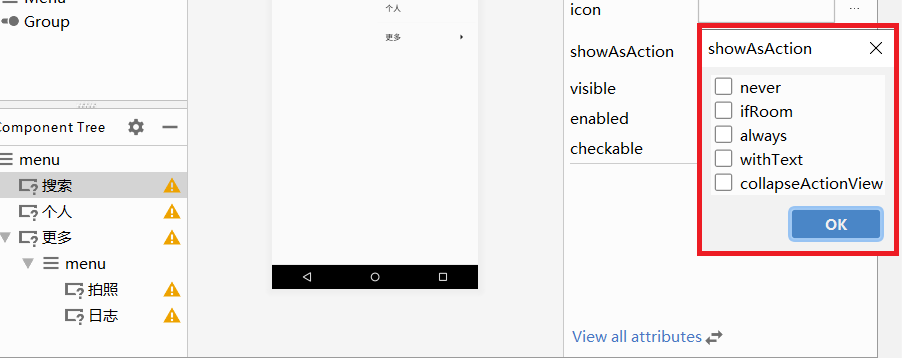 Menu
Group
Component Tree
menu
搜索
个人
更多
menu
拍照
日志
个人
更多
icon
...
showAsAction
visible
enabled
checkable
View all attributes
showAsAction
never
ifRoom
always
withText
collapseActionView
OK